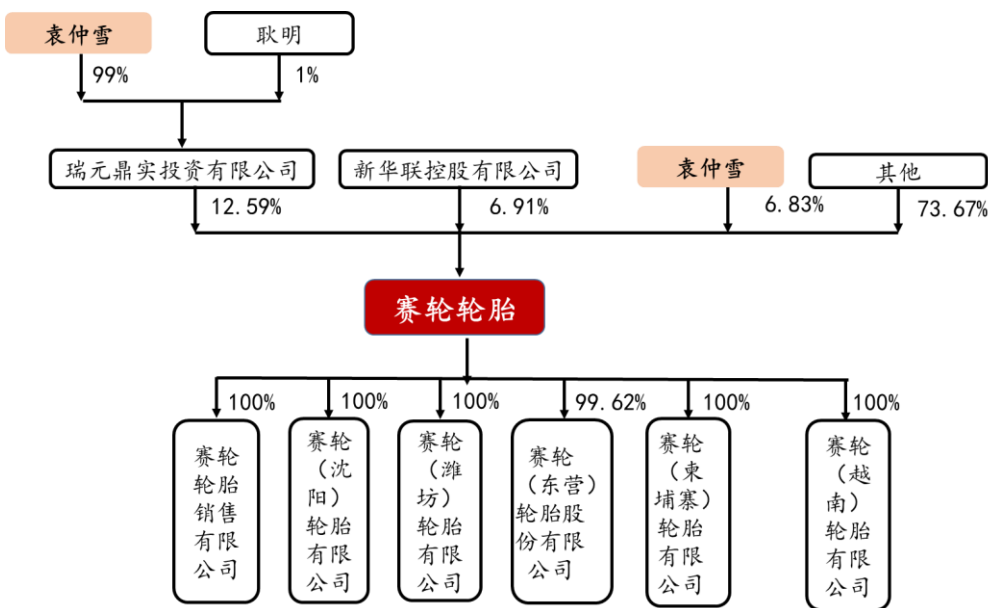 袁仲雪
耿明
99%
1%
瑞元鼎实投资有限公司
新华联控股有限公司
袁仲雪
其他
12.59%
6.91%
6.83%
73.67%
赛轮轮胎
100%
100%
100%
99.62%
100%
100%
赛轮
轮胎
销售
有限
公司
赛轮
（沈
阳）
轮胎
有限
公司
赛轮
（潍
坊）
轮胎
有限
公司
赛轮
（东营）
轮胎股
份有限
公司
赛轮
（柬
埔寨）
轮胎
有限
公司
赛轮
（越
南）
轮胎
有限
公司